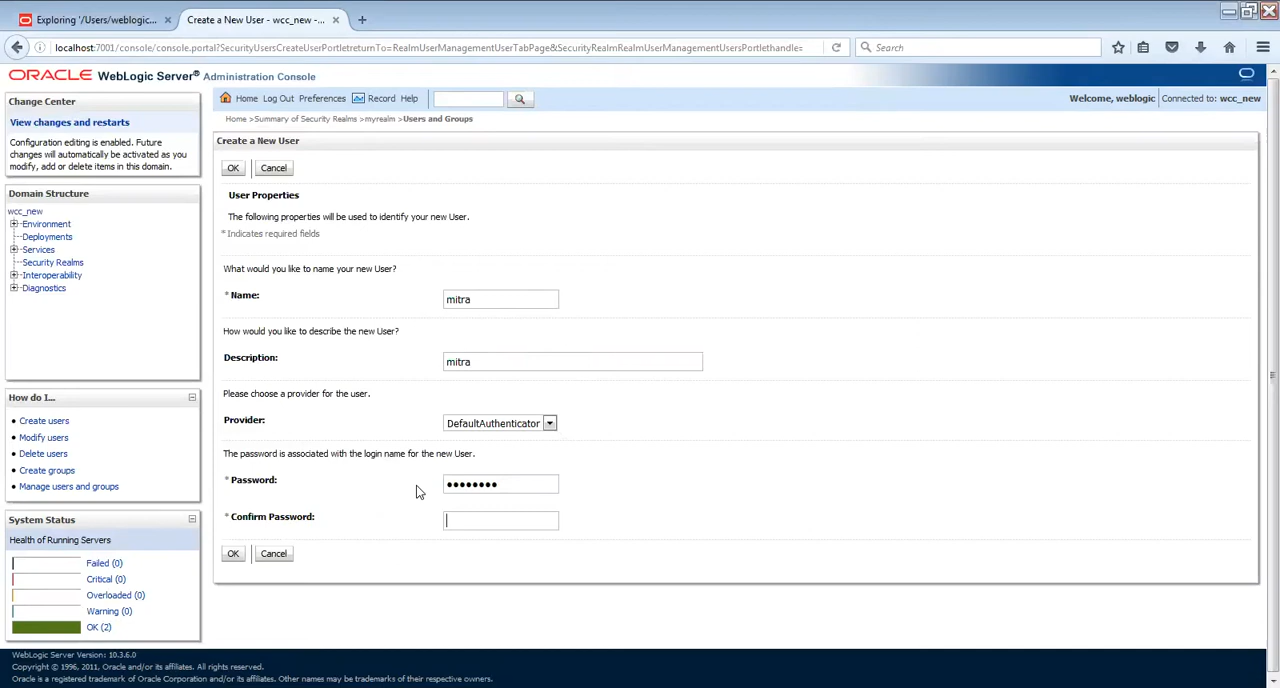 Exploring '/Users/weblogic... ×
Create a New User - wcc_new -... × +
localhost:7001/console/console.portal?SecurityUsersCreateUserPortletreturnTo=RealmUserManagementUserTabPage&SecurityRealmRealmUserManagementUsersPortlethandle=
Search
ORACLE WebLogic Server® Administration Console
Change Center
View changes and restarts
Configuration editing is enabled. Future
changes will automatically be activated as you
modify, add or delete items in this domain.
Domain Structure
wcc_new
Environment
Deployments
Services
Security Realms
Interoperability
Diagnostics
How do I...
Create users
Modify users
Delete users
Create groups
Manage users and groups
System Status
Health of Running Servers
Failed (0)
Critical (0)
Overloaded (0)
Warning (0)
OK (2)
Home Log Out Preferences Record Help
Welcome, weblogic Connected to: wcc_new
Home >Summary of Security Realms >myrealm >Users and Groups
Create a New User
OK Cancel
User Properties
The following properties will be used to identify your new User.
* Indicates required fields
What would you like to name your new User?
* Name: mitra
How would you like to describe the new User?
Description: mitra
Please choose a provider for the user.
Provider: DefaultAuthenticator
The password is associated with the login name for the new User.
* Password: ••••••••
* Confirm Password:
OK Cancel
WebLogic Server Version: 10.3.6.0
Copyright © 1996, 2011, Oracle and/or its affiliates. All rights reserved.
Oracle is a registered trademark of Oracle Corporation and/or its affiliates. Other names may be trademarks of their respective owners.